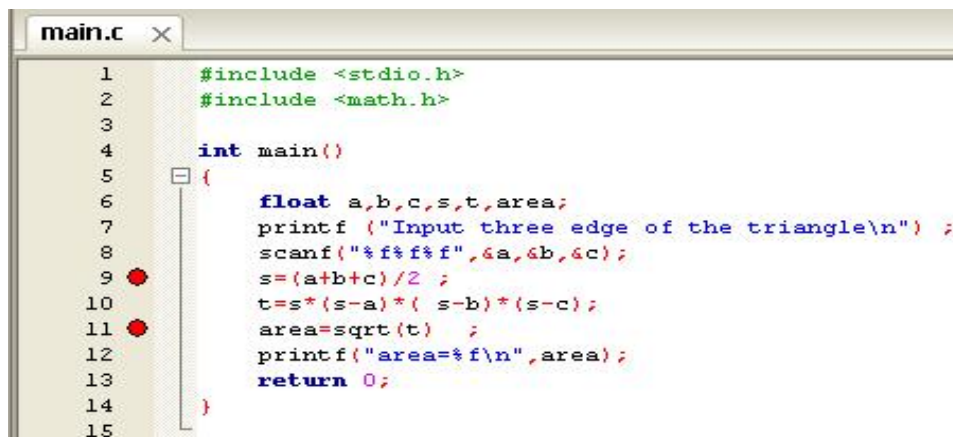 main.c ×
1 #include <stdio.h>
2 #include <math.h>
3
4 int main()
5 {
6 float a,b,c,s,t,area;
7 printf ("Input three edge of the triangle\n") ;
8 scanf("%f%f%f",&a,&b,&c);
9 s=(a+b+c)/2 ;
10 t=s*(s-a)*( s-b)*(s-c);
11 area=sqrt(t) ;
12 printf("area=%f\n",area);
13 return 0;
14 }
15